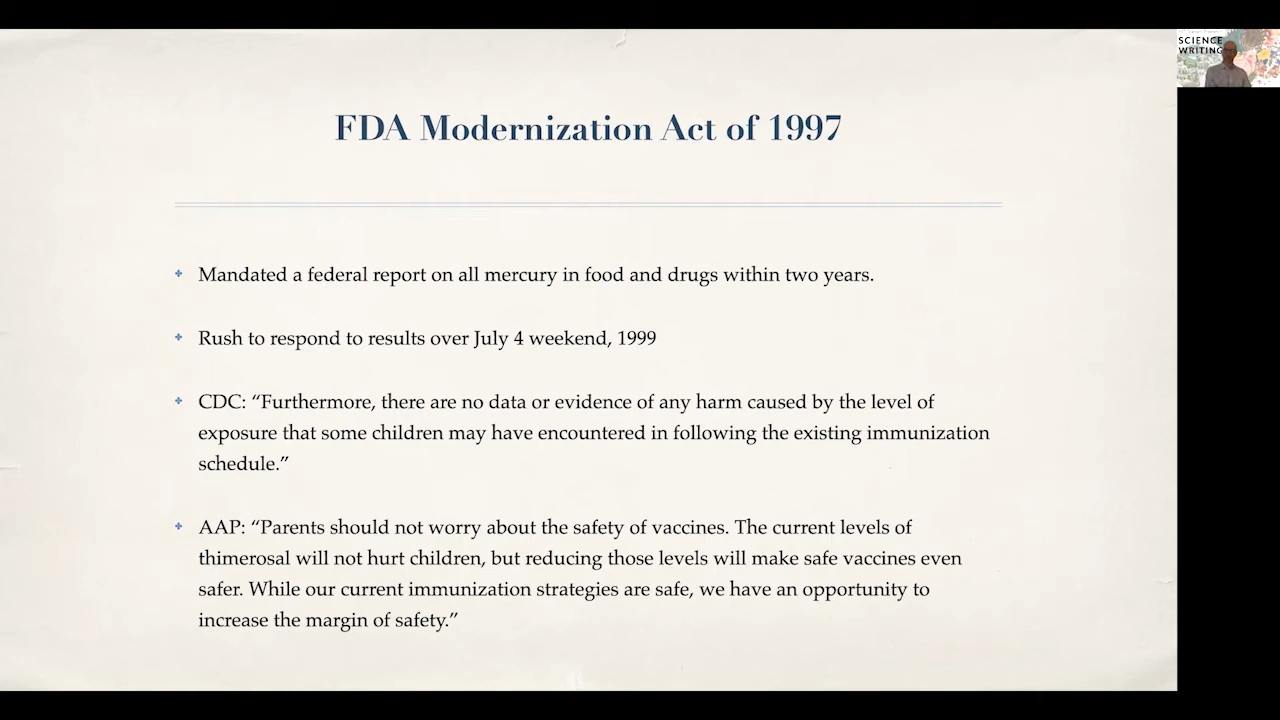 SCIENCE
WRITING
FDA Modernization Act of 1997
Mandated a federal report on all mercury in food and drugs within two years.
Rush to respond to results over July 4 weekend, 1999
CDC: “Furthermore, there are no data or evidence of any harm caused by the level of
exposure that some children may have encountered in following the existing immunization
schedule.”
AAP: “Parents should not worry about the safety of vaccines. The current levels of
thimerosal will not hurt children, but reducing those levels will make safe vaccines even
safer. While our current immunization strategies are safe, we have an opportunity to
increase the margin of safety.”